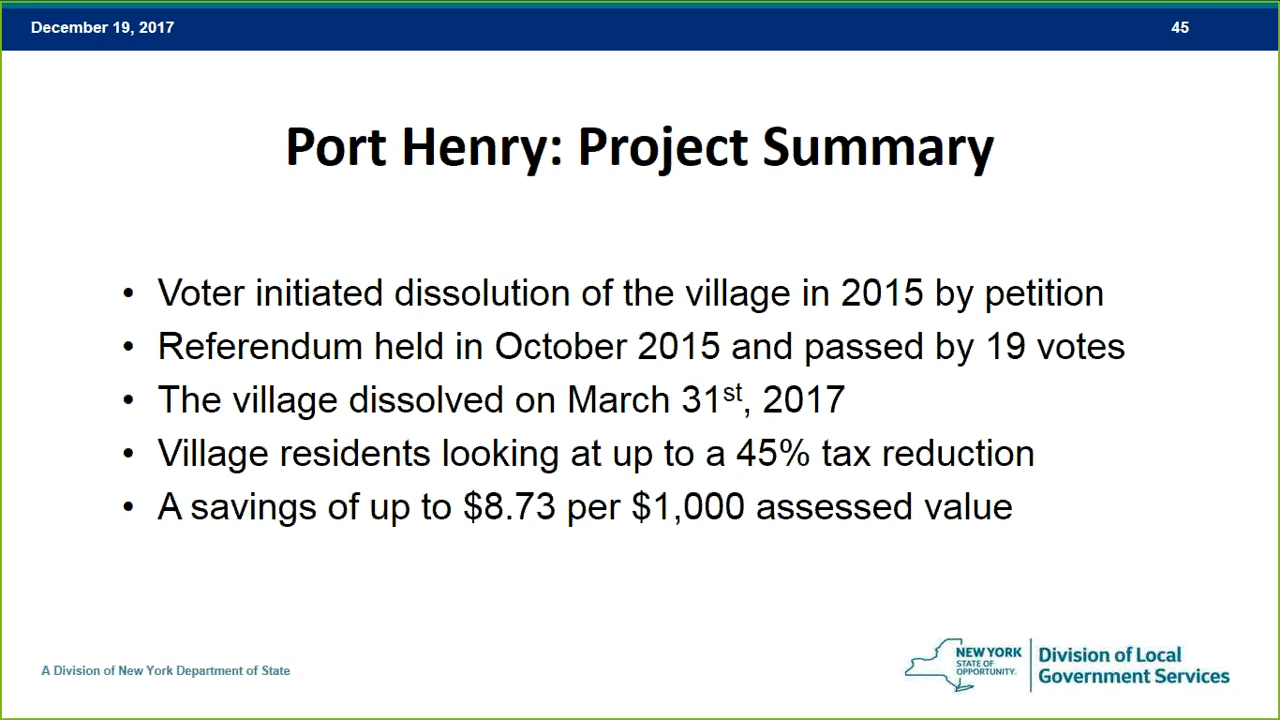 December 19, 2017
45
Port Henry: Project Summary
• Voter initiated dissolution of the village in 2015 by petition
• Referendum held in October 2015 and passed by 19 votes
• The village dissolved on March 31st, 2017
• Village residents looking at up to a 45% tax reduction
• A savings of up to $8.73 per $1,000 assessed value
A Division of New York Department of State
NEW YORK
STATE OF
OPPORTUNITY.
Division of Local
Government Services